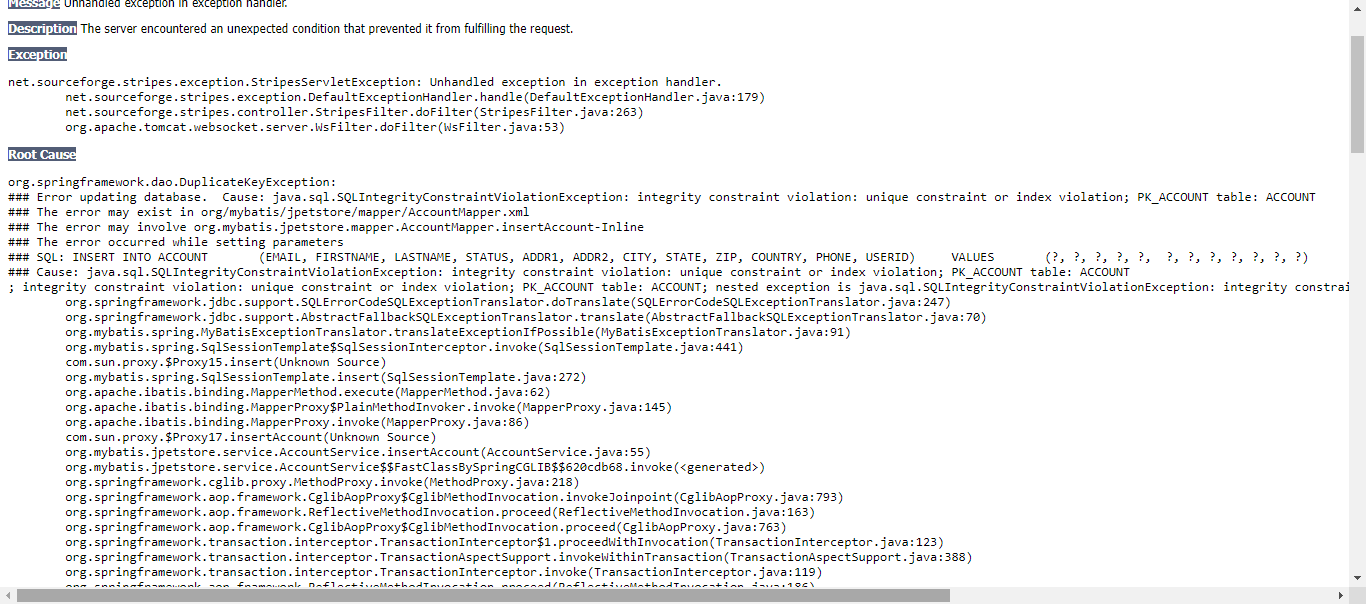 Message Unhandled exception in exception handler.
Description The server encountered an unexpected condition that prevented it from fulfilling the request.
Exception
net.sourceforge.stripes.exception.StripesServletException: Unhandled exception in exception handler.
net.sourceforge.stripes.exception.DefaultExceptionHandler.handle(DefaultExceptionHandler.java:179)
net.sourceforge.stripes.controller.StripesFilter.doFilter(StripesFilter.java:263)
org.apache.tomcat.websocket.server.WsFilter.doFilter(WsFilter.java:53)
Root Cause
org.springframework.dao.DuplicateKeyException:
### Error updating database.  Cause: java.sql.SQLIntegrityConstraintViolationException: integrity constraint violation: unique constraint or index violation; PK_ACCOUNT table: ACCOUNT
### The error may exist in org/mybatis/jpetstore/mapper/AccountMapper.xml
### The error may involve org.mybatis.jpetstore.mapper.AccountMapper.insertAccount-Inline
### The error occurred while setting parameters
### SQL: INSERT INTO ACCOUNT       (EMAIL, FIRSTNAME, LASTNAME, STATUS, ADDR1, ADDR2, CITY, STATE, ZIP, COUNTRY, PHONE, USERID)     VALUES       (?, ?, ?, ?, ?,  ?, ?, ?, ?, ?, ?, ?)
### Cause: java.sql.SQLIntegrityConstraintViolationException: integrity constraint violation: unique constraint or index violation; PK_ACCOUNT table: ACCOUNT
; integrity constraint violation: unique constraint or index violation; PK_ACCOUNT table: ACCOUNT; nested exception is java.sql.SQLIntegrityConstraintViolationException: integrity constrai
org.springframework.jdbc.support.SQLErrorCodeSQLExceptionTranslator.doTranslate(SQLErrorCodeSQLExceptionTranslator.java:247)
org.springframework.jdbc.support.AbstractFallbackSQLExceptionTranslator.translate(AbstractFallbackSQLExceptionTranslator.java:70)
org.mybatis.spring.MyBatisExceptionTranslator.translateExceptionIfPossible(MyBatisExceptionTranslator.java:91)
org.mybatis.spring.SqlSessionTemplate$SqlSessionInterceptor.invoke(SqlSessionTemplate.java:441)
com.sun.proxy.$Proxy15.insert(Unknown Source)
org.mybatis.spring.SqlSessionTemplate.insert(SqlSessionTemplate.java:272)
org.apache.ibatis.binding.MapperMethod.execute(MapperMethod.java:62)
org.apache.ibatis.binding.MapperProxy$PlainMethodInvoker.invoke(MapperProxy.java:145)
org.apache.ibatis.binding.MapperProxy.invoke(MapperProxy.java:86)
com.sun.proxy.$Proxy17.insertAccount(Unknown Source)
org.mybatis.jpetstore.service.AccountService.insertAccount(AccountService.java:55)
org.mybatis.jpetstore.service.AccountService$$FastClassBySpringCGLIB$$620cdb68.invoke(<generated>)
org.springframework.cglib.proxy.MethodProxy.invoke(MethodProxy.java:218)
org.springframework.aop.framework.CglibAopProxy$CglibMethodInvocation.invokeJoinpoint(CglibAopProxy.java:793)
org.springframework.aop.framework.ReflectiveMethodInvocation.proceed(ReflectiveMethodInvocation.java:163)
org.springframework.aop.framework.CglibAopProxy$CglibMethodInvocation.proceed(CglibAopProxy.java:763)
org.springframework.transaction.interceptor.TransactionInterceptor$1.proceedWithInvocation(TransactionInterceptor.java:123)
org.springframework.transaction.interceptor.TransactionAspectSupport.invokeWithinTransaction(TransactionAspectSupport.java:388)
org.springframework.transaction.interceptor.TransactionInterceptor.invoke(TransactionInterceptor.java:119)
org.springframework.aop.framework.ReflectiveMethodInvocation.proceed(ReflectiveMethodInvocation.java:186)